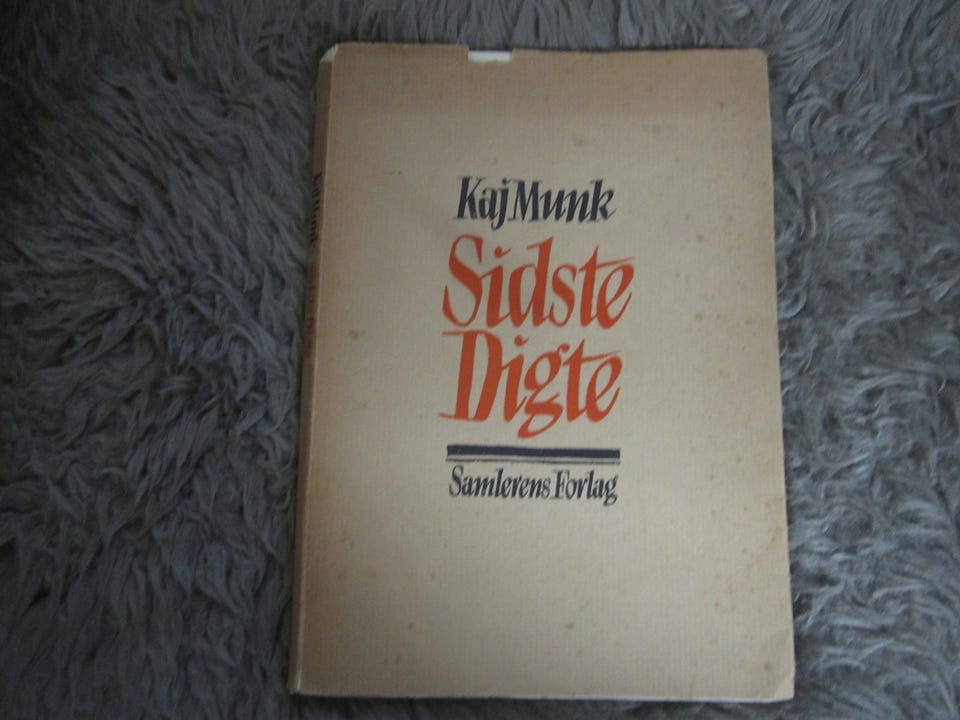 Kaj Munk
Sidste
Digte
Samlerens Forlag